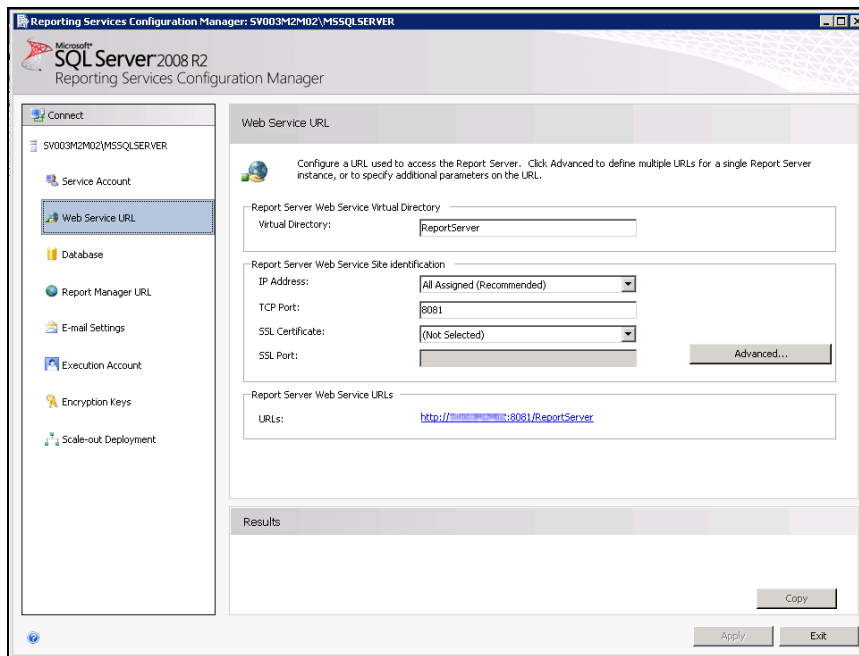 Reporting Services Configuration Manager: SV003M2M02\MSSQLSERVER
Microsoft®
SQL Server® 2008 R2
Reporting Services Configuration Manager
Connect
SV003M2M02\MSSQLSERVER
Service Account
Web Service URL
Database
Report Manager URL
E-mail Settings
Execution Account
Encryption Keys
Scale-out Deployment
Web Service URL
Configure a URL used to access the Report Server. Click Advanced to define multiple URLs for a single Report Server
instance, or to specify additional parameters on the URL.
Report Server Web Service Virtual Directory
Virtual Directory: ReportServer
Report Server Web Service Site identification
IP Address: All Assigned (Recommended)
TCP Port: 8081
SSL Certificate: (Not Selected)
SSL Port:
Advanced...
Report Server Web Service URLs
URLs: http:// :8081/ReportServer
Results
Copy
Apply Exit